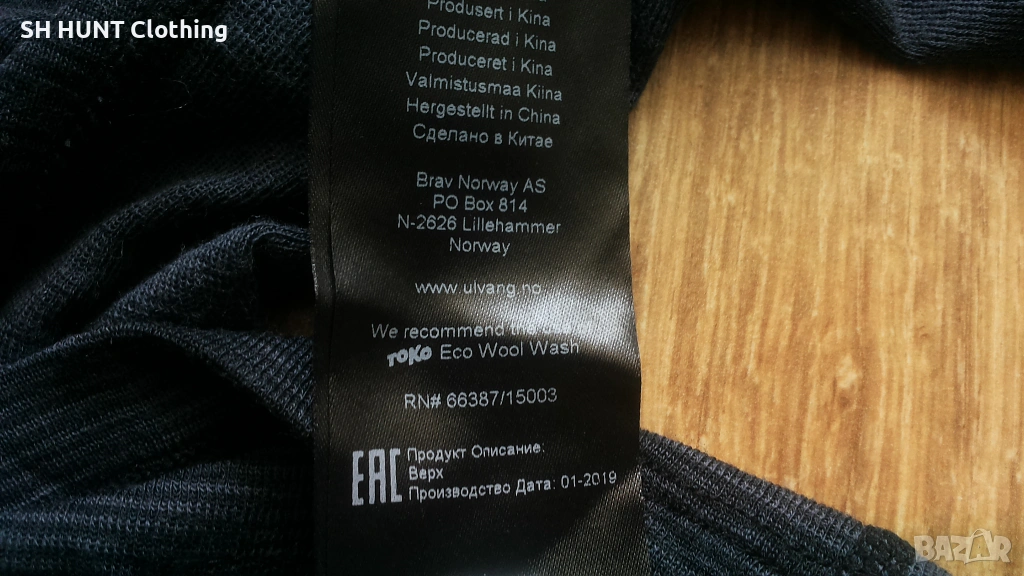 SH HUNT Clothing
Produsert i Kina
Producerad i Kina
Produceret i Kina
Valmistusmaa Kiina
Hergestellt in China
Сделано в Китае
Brav Norway AS
PO Box 814
N-2626 Lillehammer
Norway
www.ulvang.no
We recommend the
TOKO Eco Wool Wash
RN# 66387/15003
EAC
Продукт Описание:
Верх
Производство Дата: 01-2019
BAZAR